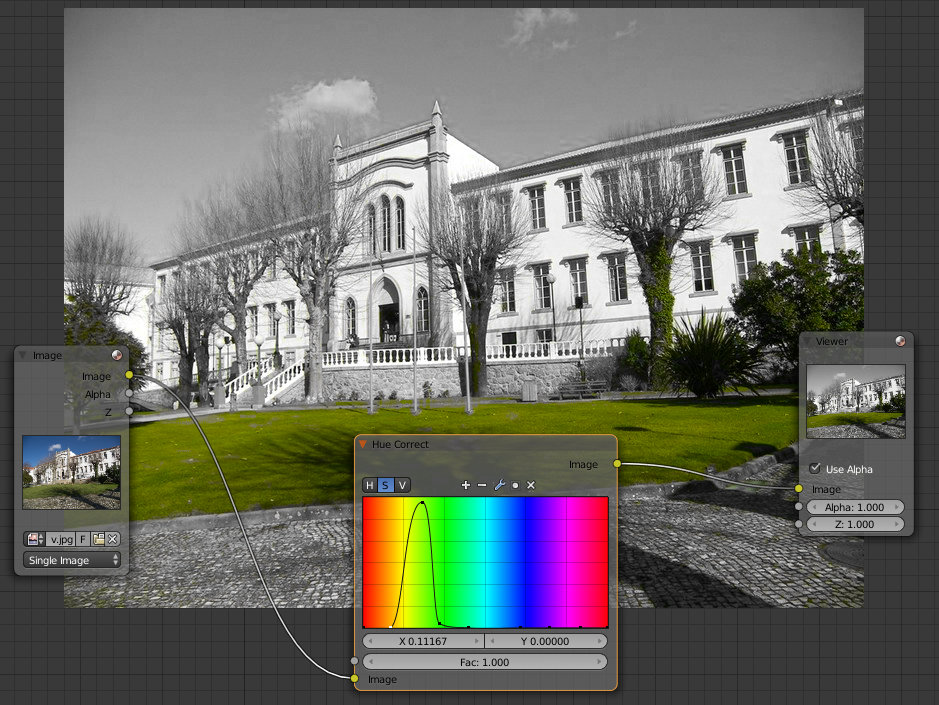 Image
Image
Alpha
Z
v.jpg F
Single Image
Hue Correct
Image
H S V
X 0.11167 Y 0.00000
Fac: 1.000
Image
Viewer
Use Alpha
Image
Alpha: 1.000
Z: 1.000